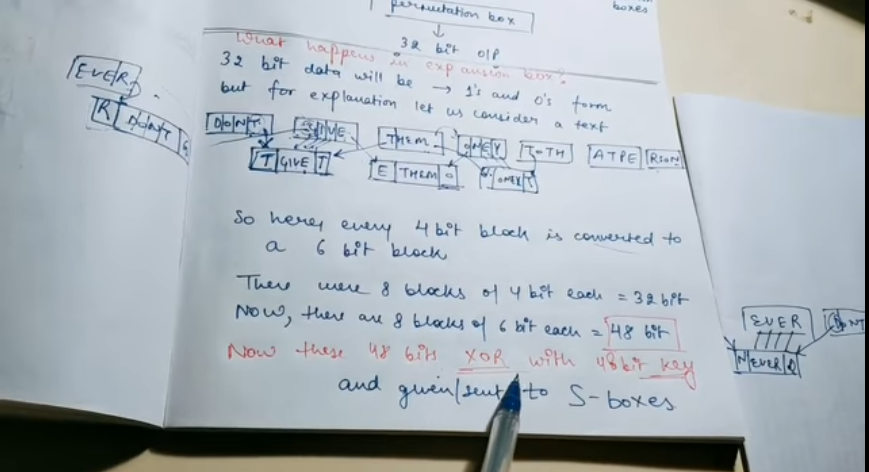 permutation box
boxes
32 bit O/P
What happens in expansion box?
32 bit data will be → 1's and 0's form
but for explanation let us consider a text
EVER
R DONT G
DONT GIVE THEM ONEY TOTH ATPE RSON
T GIVE T
E THEM O
ONEY T
So here, every 4 bit block is converted to
a 6 bit block
There were 8 blocks of 4 bit each = 32 bit
Now, there are 8 blocks of 6 bit each = 48 bit
Now these 48 bits XOR with 48 bit key
and given/sent to S-boxes
EVER DONT
N EVER D